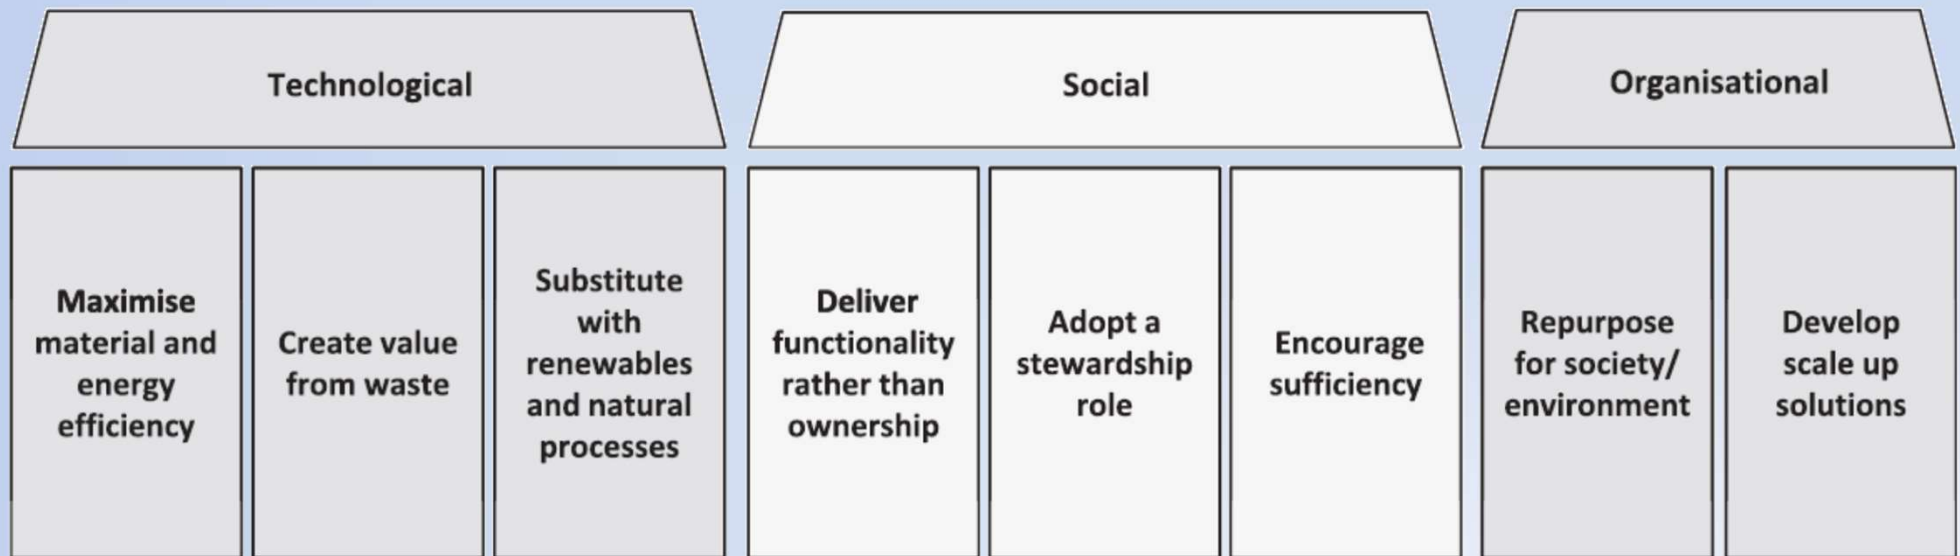 Technological
Social
Organisational
Maximise
material and
energy
efficiency
Create value
from waste
Substitute
with
renewables
and natural
processes
Deliver
functionality
rather than
ownership
Adopt a
stewardship
role
Encourage
sufficiency
Repurpose
for society/
environment
Develop
scale up
solutions